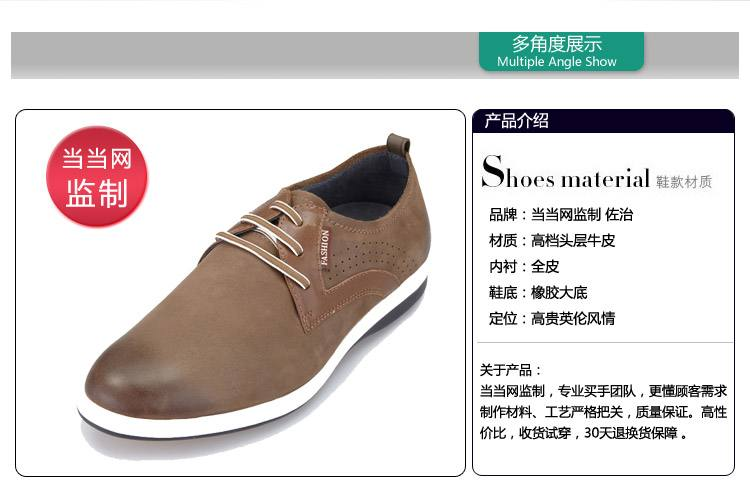 多角度展示
Multiple Angle Show
当当网
监制
FASHION
产品介绍
Shoes material 鞋款材质
品牌：当当网监制 佐治
材质：高档头层牛皮
内衬：全皮
鞋底：橡胶大底
定位：高贵英伦风情
关于产品：
当当网监制，专业买手团队，更懂顾客需求
制作材料、工艺严格把关，质量保证。高性
价比，收货试穿，30天退换货保障 。